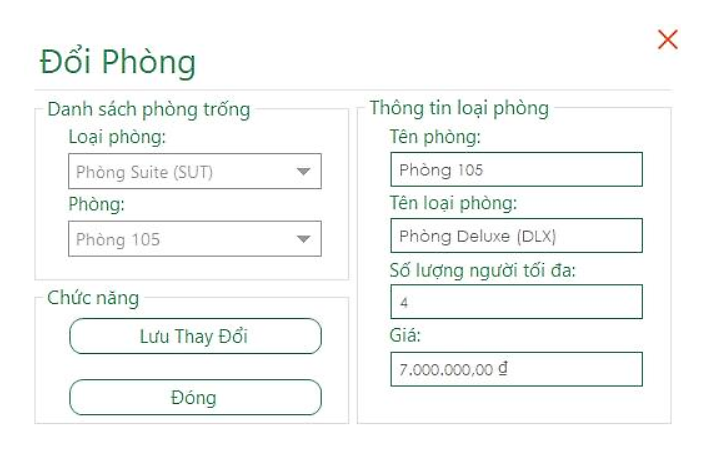 Đổi Phòng
Danh sách phòng trống
Loại phòng:
Phòng Suite (SUT)
Phòng:
Phòng 105
Chức năng
Lưu Thay Đổi
Đóng
Thông tin loại phòng
Tên phòng:
Phòng 105
Tên loại phòng:
Phòng Deluxe (DLX)
Số lượng người tối đa:
4
Giá:
7.000.000,00 ₫